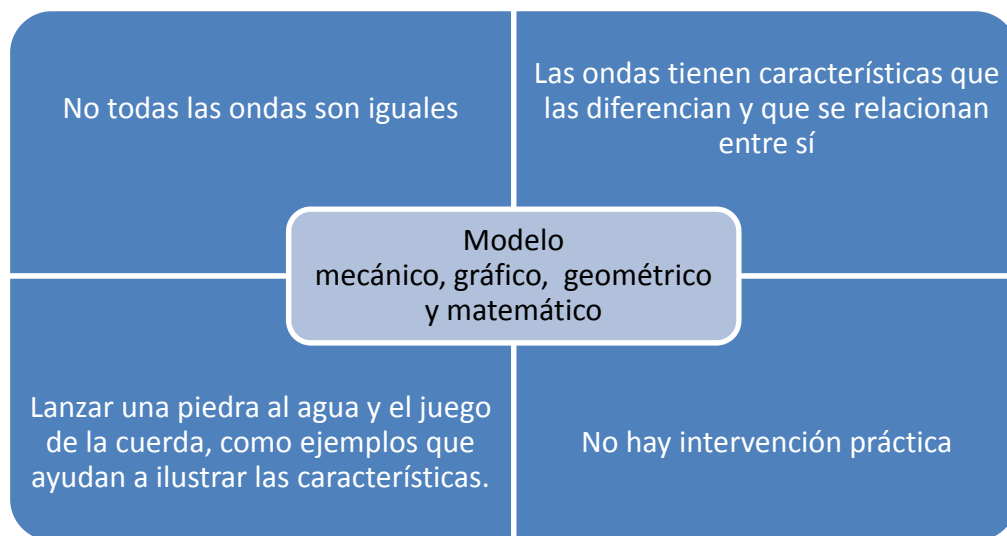 No todas las ondas son iguales
Las ondas tienen características que
las diferencian y que se relacionan
entre sí
Modelo
mecánico, gráfico, geométrico
y matemático
Lanzar una piedra al agua y el juego
de la cuerda, como ejemplos que
ayudan a ilustrar las características.
No hay intervención práctica